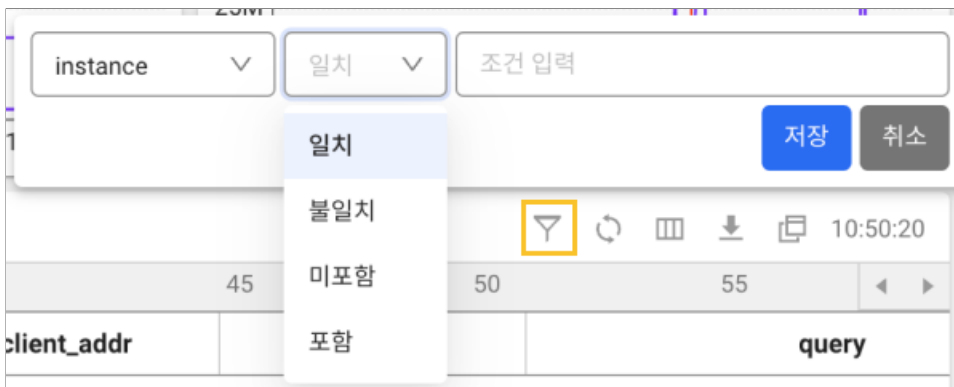 instance
일치
조건 입력
일치
저장
취소
불일치
10:50:20
미포함
45
50
55
포함
client_addr
query